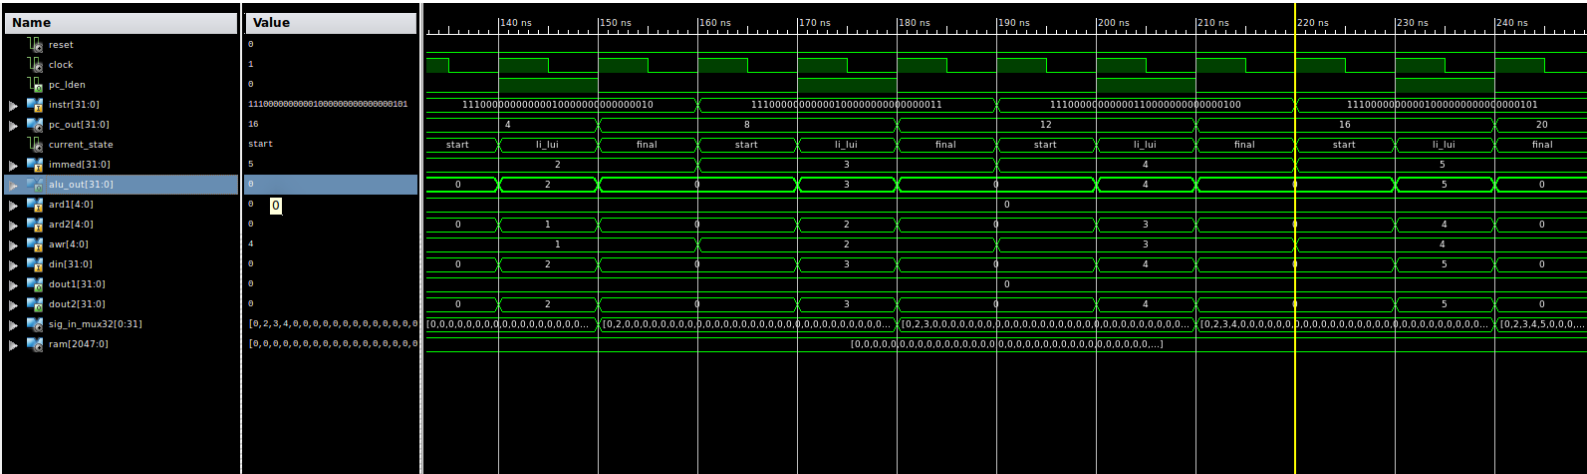 Name Value 140 ns 150 ns 160 ns 170 ns 180 ns 190 ns 200 ns 210 ns 220 ns 230 ns 240 ns
reset 0
clock 1
pc_lden 0
instr[31:0] 11100000000001000000000000000101 11100000000000010000000000000010 11100000000000100000000000000011 11100000000000110000000000000100 11100000000001000000000000000101
pc_out[31:0] 16 4 8 12 16 20
current_state start start li_lui final start li_lui final start li_lui final start li_lui final
immed[31:0] 5 2 3 4 5
alu_out[31:0] 0 0 2 0 3 0 4 0 5 0
ard1[4:0] 0 0 0
ard2[4:0] 0 0 1 0 2 0 3 0 4 0
awr[4:0] 4 1 2 3 4
din[31:0] 0 0 2 0 3 0 4 0 5 0
dout1[31:0] 0 0
dout2[31:0] 0 0 2 0 3 0 4 0 5 0
sig_in_mux32[0:31] [0,2,3,4,0,0,0,0,0,0,0,0,0,0,0,0,0 [0,0,0,0,0,0,0,0,0,0,0,0,0,0,0,0,0,... [0,2,0,0,0,0,0,0,0,0,0,0,0,0,0,0,0,0,... [0,2,3,0,0,0,0,0,0,0,0,0,0,0,0,0,0,0,... [0,2,3,4,0,0,0,0,0,0,0,0,0,0,0,0,0,0,... [0,2,3,4,5,0,0,0,...
ram[2047:0] [0,0,0,0,0,0,0,0,0,0,0,0,0,0,0,0,0 [0,0,0,0,0,0,0,0,0,0,0,0,0,0,0,0,0,0,0,0,0,0,0,0,...]